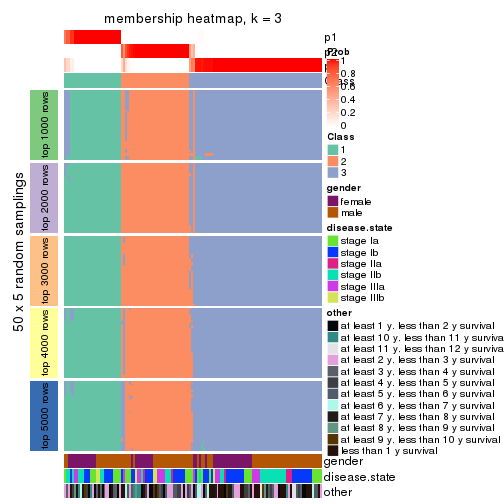 membership heatmap, k = 3
p1
p2
Prob
1
0.8
0.6
0.4
0.2
0
Class
Class
1
2
3
gender
female
male
disease.state
stage Ia
stage Ib
stage IIa
stage IIb
stage IIIa
stage IIIb
other
at least 1 y. less than 2 y survival
at least 10 y. less than 11 y surviva
at least 11 y. less than 12 y surviva
at least 2 y. less than 3 y survival
at least 3 y. less than 4 y survival
at least 4 y. less than 5 y survival
at least 5 y. less than 6 y survival
at least 6 y. less than 7 y survival
at least 7 y. less than 8 y survival
at least 8 y. less than 9 y survival
at least 9 y. less than 10 y survival
less than 1 y survival
50 x 5 random samplings
top 1000 rows
top 2000 rows
top 3000 rows
top 4000 rows
top 5000 rows
gender
disease.state
other